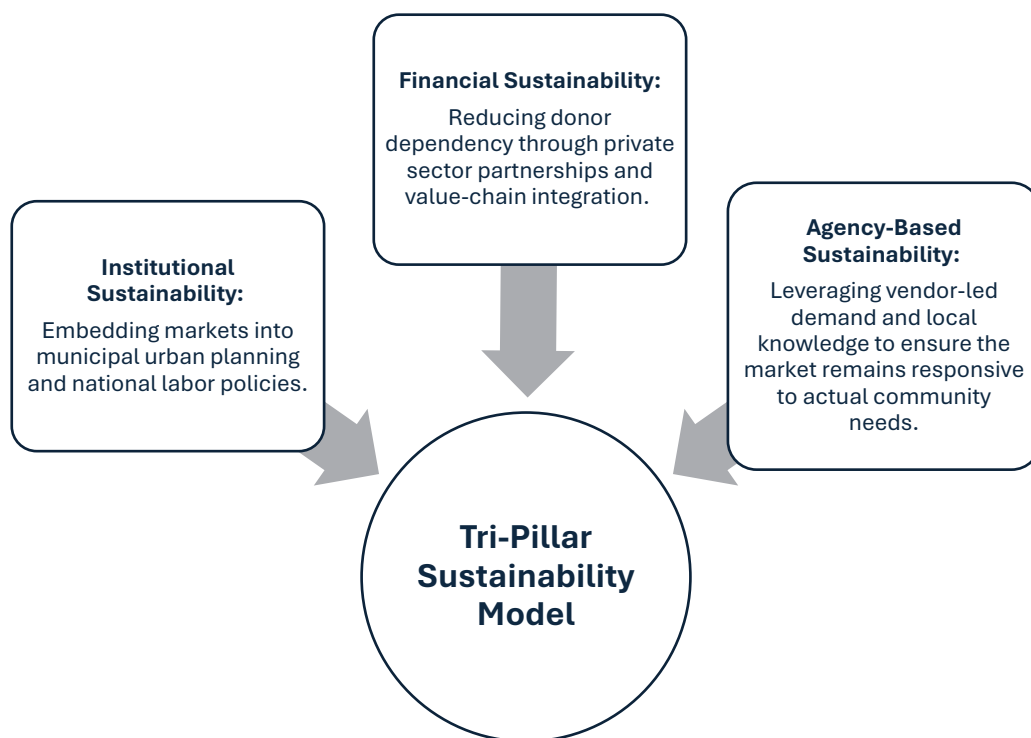 Financial Sustainability:
Reducing donor
dependency through private
sector partnerships and
value-chain integration.
Institutional
Sustainability:
Embedding markets into
municipal urban planning
and national labor policies.
Agency-Based
Sustainability:
Leveraging vendor-led
demand and local
knowledge to ensure the
market remains responsive
to actual community
needs.
Tri-Pillar
Sustainability
Model